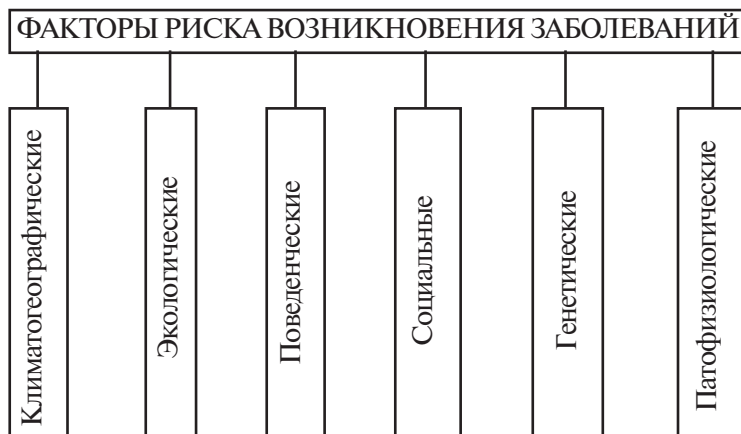 ФАКТОРЫ РИСКА ВОЗНИКНОВЕНИЯ ЗАБОЛЕВАНИЙ
Климатогеографические
Экологические
Поведенческие
Социальные
Генетические
Патофизиологические